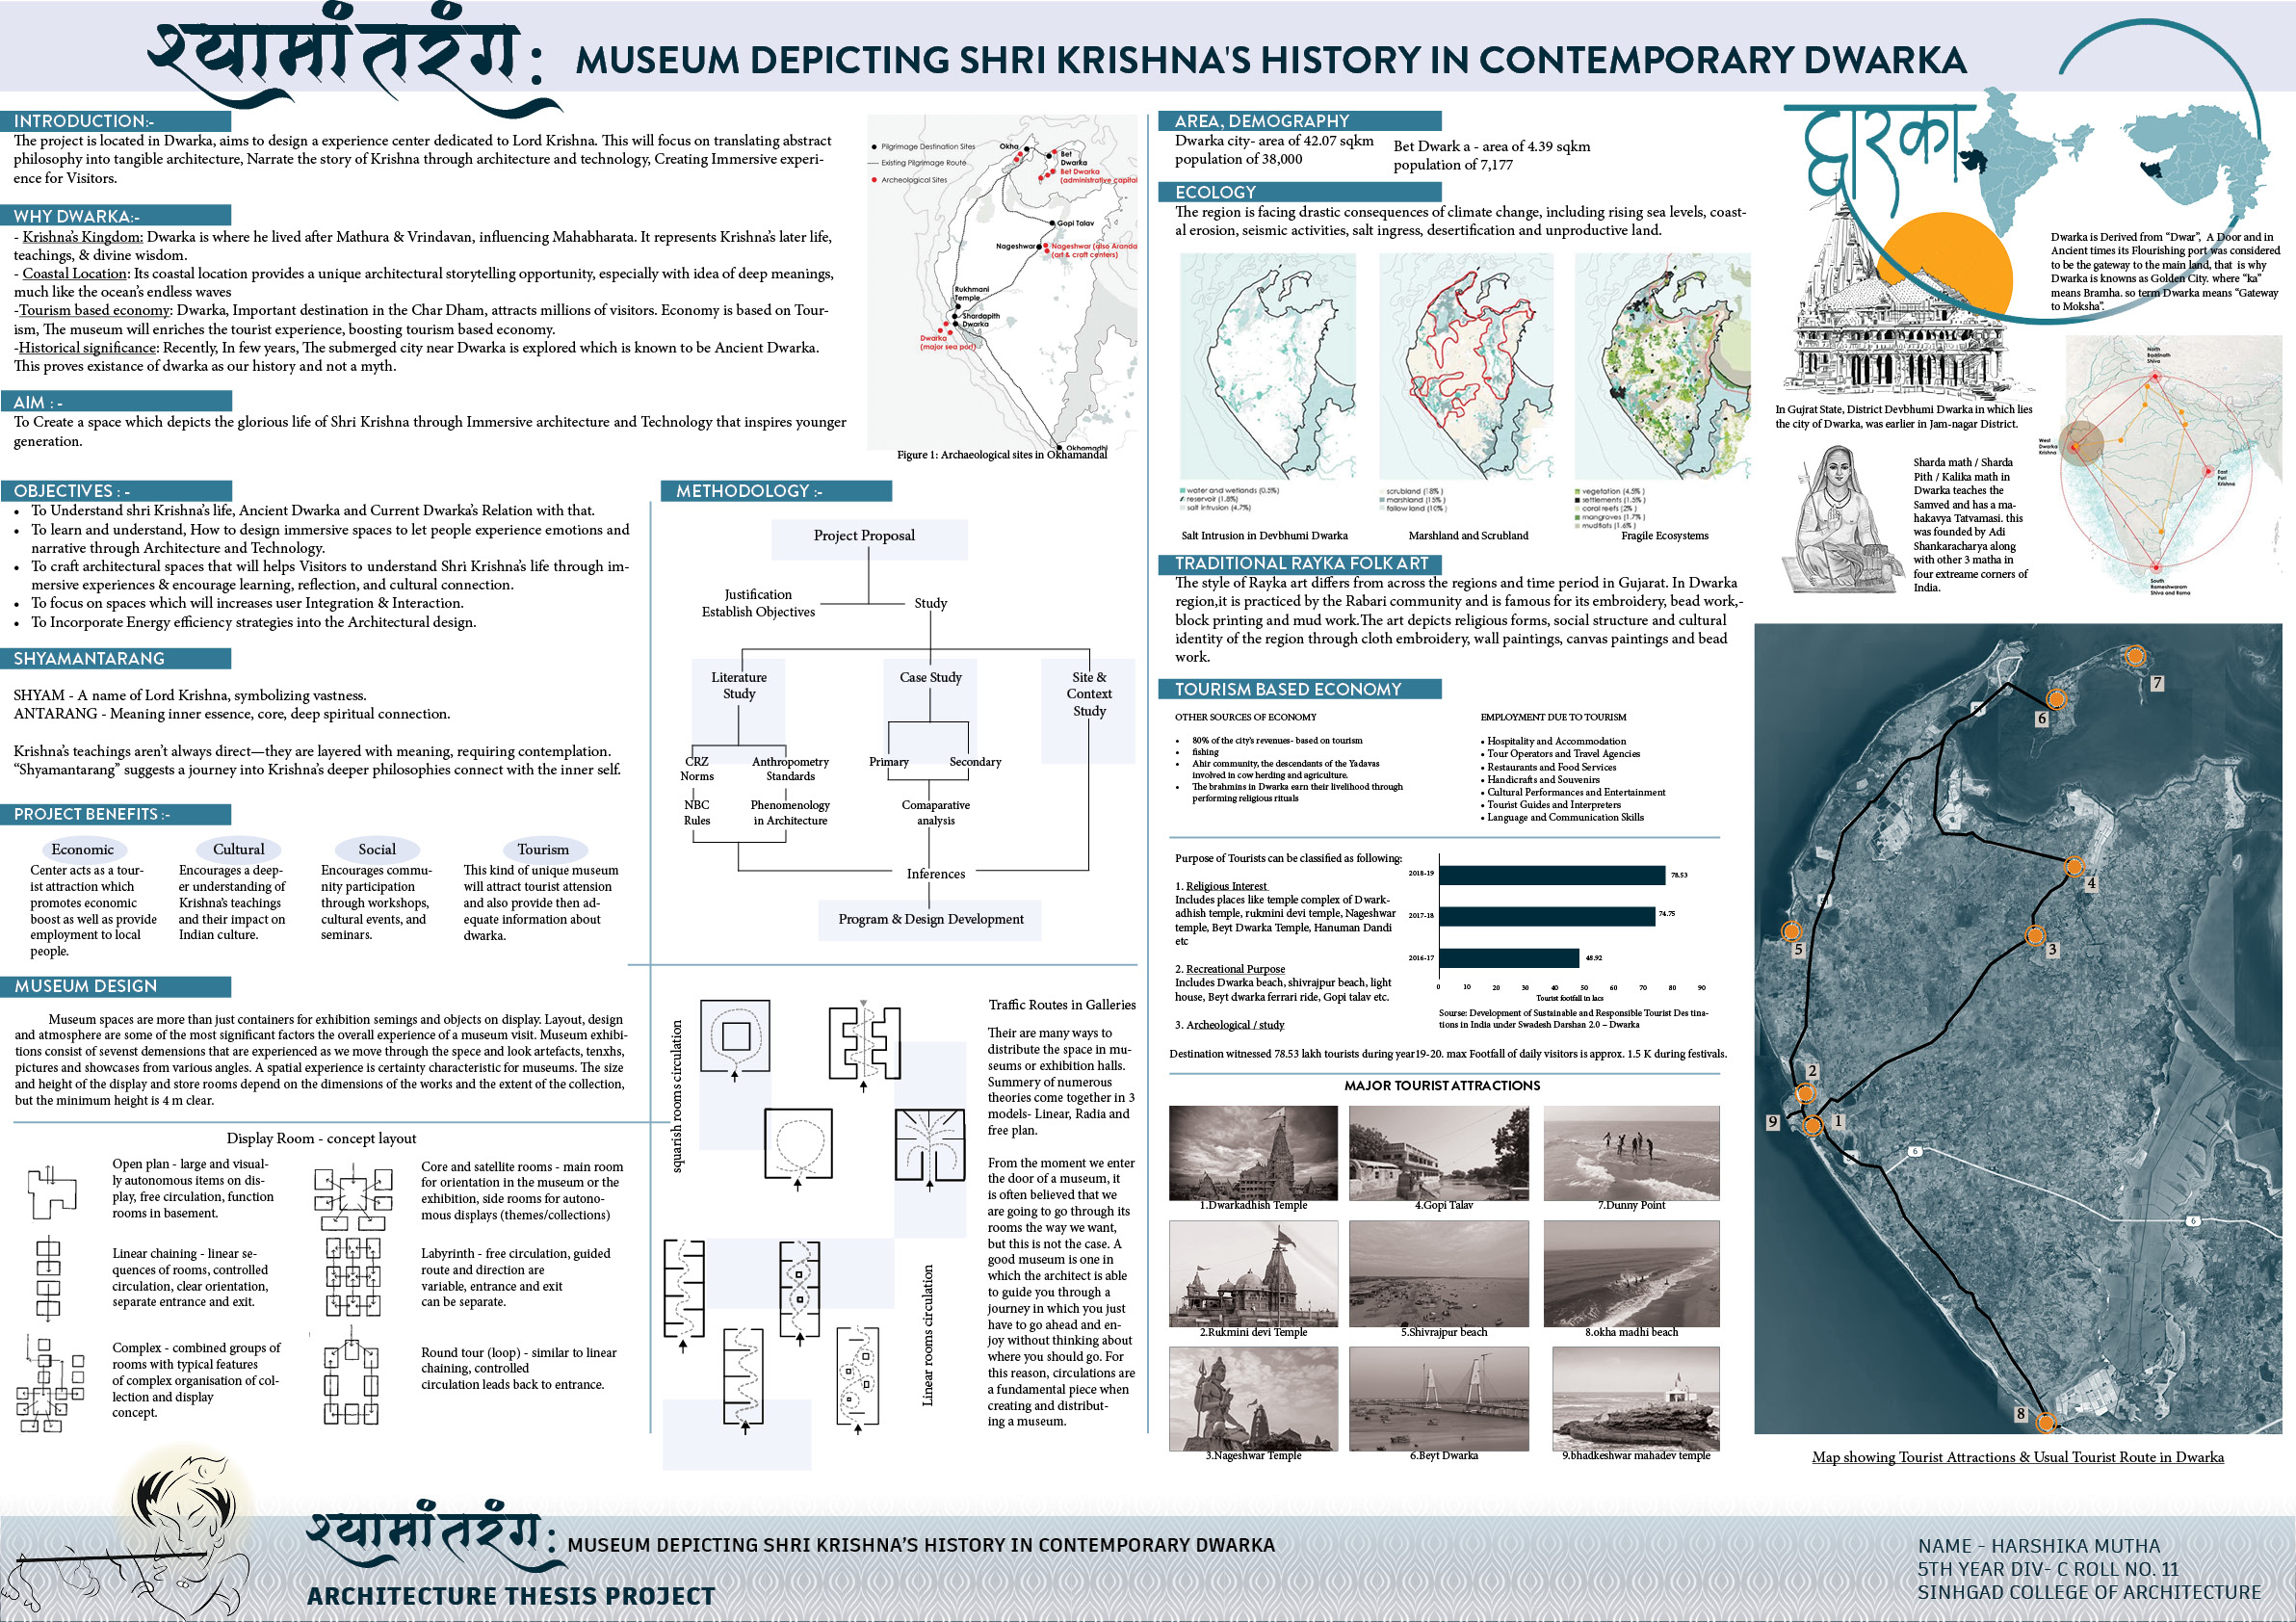 श्यामांतरंग:
MUSEUM DEPICTING SHRI KRISHNA'S HISTORY IN CONTEMPORARY DWARKA
INTRODUCTION:-
The project is located in Dwarka, aims to design a experience center dedicated to Lord Krishna. This will focus on translating abstract
philosophy into tangible architecture, Narrate the story of Krishna through architecture and technology, Creating Immersive experi-
ence for Visitors.
WHY DWARKA:-
- Krishna's Kingdom: Dwarka is where he lived after Mathura & Vrindavan, influencing Mahabharata. It represents Krishna's later life,
teachings, & divine wisdom.
- Coastal Location: Its coastal location provides a unique architectural storytelling opportunity, especially with idea of deep meanings,
much like the ocean's endless waves
-Tourism based economy: Dwarka, Important destination in the Char Dham, attracts millions of visitors. Economy is based on Tour-
ism, The museum will enriches the tourist experience, boosting tourism based economy.
-Historical significance: Recently, In few years, The submerged city near Dwarka is explored which is known to be Ancient Dwarka.
This proves existance of dwarka as our history and not a myth.
AIM : -
To Create a space which depicts the glorious life of Shri Krishna through Immersive architecture and Technology that inspires younger
generation.
Pilgrimage Destination Sites
Existing Pilgrimage Route
Archeological Sites
Okha
Bet
Dwarka
Bet Dwarka
(administrative capital
Gopi Talav
Nageshwar
Nageshwar (also Aranda
(art & craft centers)
Rukhmani
Temple
Shardapith
Dwarka
Dwarka
(major sea port)
Okhamadhi
Figure 1: Archaeological sites in Okhamandal
OBJECTIVES : -
• To Understand shri Krishna's life, Ancient Dwarka and Current Dwarka's Relation with that.
• To learn and understand, How to design immersive spaces to let people experience emotions and
narrative through Architecture and Technology.
• To craft architectural spaces that will helps Visitors to understand Shri Krishna's life through im-
mersive experiences & encourage learning, reflection, and cultural connection.
• To focus on spaces which will increases user Integration & Interaction.
• To Incorporate Energy efficiency strategies into the Architectural design.
SHYAMANTARANG
SHYAM - A name of Lord Krishna, symbolizing vastness.
ANTARANG - Meaning inner essence, core, deep spiritual connection.
Krishna's teachings aren't always direct—they are layered with meaning, requiring contemplation.
"Shyamantarang" suggests a journey into Krishna's deeper philosophies connect with the inner self.
PROJECT BENEFITS :-
Economic
Center acts as a tour-
ist attraction which
promotes economic
boost as well as provide
employment to local
people.
Cultural
Encourages a deep-
er understanding of
Krishna's teachings
and their impact on
Indian culture.
Social
Encourages commu-
nity participation
through workshops,
cultural events, and
seminars.
Tourism
This kind of unique museum
will attract tourist attension
and also provide then ad-
equate information about
dwarka.
MUSEUM DESIGN
Museum spaces are more than just containers for exhibition semings and objects on display. Layout, design
and atmosphere are some of the most significant factors the overall experience of a museum visit. Museum exhibi-
tions consist of sevenst demensions that are experienced as we move through the spece and look artefacts, tenxhs,
pictures and showcases from various angles. A spatial experience is certainty characteristic for museums. The size
and height of the display and store rooms depend on the dimensions of the works and the extent of the collection,
but the minimum height is 4 m clear.
Display Room - concept layout
Open plan - large and visual-
ly autonomous items on dis-
play, free circulation, function
rooms in basement.
Linear chaining - linear se-
quences of rooms, controlled
circulation, clear orientation,
separate entrance and exit.
Complex - combined groups of
rooms with typical features
of complex organisation of col-
lection and display
concept.
Core and satellite rooms - main room
for orientation in the museum or the
exhibition, side rooms for autono-
mous displays (themes/collections)
Labyrinth - free circulation, guided
route and direction are
variable, entrance and exit
can be separate.
Round tour (loop) - similar to linear
chaining, controlled
circulation leads back to entrance.
METHODOLOGY :-
Project Proposal
Justification
Establish Objectives
Study
Literature
Study
Case Study
Site &
Context
Study
CRZ
Norms
Anthropometry
Standards
Primary
Secondary
NBC
Rules
Phenomenology
in Architecture
Comaparative
analysis
Inferences
Program & Design Development
squarish rooms circulation
Linear rooms circulation
Traffic Routes in Galleries
Their are many ways to
distribute the space in mu-
seums or exhibition halls.
Summery of numerous
theories come together in 3
models- Linear, Radia and
free plan.
From the moment we enter
the door of a museum, it
is often believed that we
are going to go through its
rooms the way we want,
but this is not the case. A
good museum is one in
which the architect is able
to guide you through a
journey in which you just
have to go ahead and en-
joy without thinking about
where you should go. For
this reason, circulations are
a fundamental piece when
creating and distribut-
ing a museum.
AREA, DEMOGRAPHY
Dwarka city- area of 42.07 sqkm
population of 38,000
Bet Dwark a - area of 4.39 sqkm
population of 7,177
ECOLOGY
The region is facing drastic consequences of climate change, including rising sea levels, coast-
al erosion, seismic activities, salt ingress, desertification and unproductive land.
water and wetlands (0.5%)
reservoir (1.8%)
salt intrusion (4.7%)
scrubland (18%)
marshland (15%)
fallow land (10%)
vegetation (4.5%)
settlements (1.5%)
coral reefs (2%)
mangroves (1.7%)
mudflats (1.6%)
Salt Intrusion in Devbhumi Dwarka
Marshland and Scrubland
Fragile Ecosystems
TRADITIONAL RAYKA FOLK ART
The style of Rayka art differs from across the regions and time period in Gujarat. In Dwarka
region,it is practiced by the Rabari community and is famous for its embroidery, bead work,-
block printing and mud work.The art depicts religious forms, social structure and cultural
identity of the region through cloth embroidery, wall paintings, canvas paintings and bead
work.
TOURISM BASED ECONOMY
OTHER SOURCES OF ECONOMY
• 80% of the city's revenues- based on tourism
• fishing
• Ahir community, the descendants of the Yadavas
involved in cow herding and agriculture.
• The brahmins in Dwarka earn their livelihood through
performing religious rituals
EMPLOYMENT DUE TO TOURISM
• Hospitality and Accommodation
• Tour Operators and Travel Agencies
• Restaurants and Food Services
• Handicrafts and Souvenirs
• Cultural Performances and Entertainment
• Tourist Guides and Interpreters
• Language and Communication Skills
Purpose of Tourists can be classified as following:
1. Religious Interest
Includes places like temple complex of Dwark-
adhish temple, rukmini devi temple, Nageshwar
temple, Beyt Dwarka Temple, Hanuman Dandi
etc
2. Recreational Purpose
Includes Dwarka beach, shivrajpur beach, light
house, Beyt dwarka ferrari ride, Gopi talav etc.
3. Archeological / study
2018-19
78.53
2017-18
74.75
2016-17
48.92
0 10 20 30 40 50 60 70 80 90
Tourist footfall in lacs
Sourse: Development of Sustainable and Responsible Tourist Des tina-
tions in India under Swadesh Darshan 2.0 – Dwarka
Destination witnessed 78.53 lakh tourists during year19-20. max Footfall of daily visitors is approx. 1.5 K during festivals.
MAJOR TOURIST ATTRACTIONS
1.Dwarkadhish Temple
4.Gopi Talav
7.Dunny Point
2.Rukmini devi Temple
5.Shivrajpur beach
8.okha madhi beach
3.Nageshwar Temple
6.Beyt Dwarka
9.bhadkeshwar mahadev temple
द्वारका
Dwarka is Derived from "Dwar", A Door and in
Ancient times its Flourishing port was considered
to be the gateway to the main land, that is why
Dwarka is knowns as Golden City. where "ka"
means Bramha. so term Dwarka means "Gateway
to Moksha".
In Gujrat State, District Devbhumi Dwarka in which lies
the city of Dwarka, was earlier in Jam-nagar District.
Sharda math / Sharda
Pith / Kalika math in
Dwarka teaches the
Samved and has a ma-
hakavya Tatvamasi. this
was founded by Adi
Shankaracharya along
with other 3 matha in
four extreame corners of
India.
North
Badrinath
Shiva
West
Dwarka
Krishna
East
Puri
Krishna
South
Rameshwaram
Shiva and Rama
7
6
4
3
5
2
9
1
6
6
8
Map showing Tourist Attractions & Usual Tourist Route in Dwarka
श्यामांतरंग:
MUSEUM DEPICTING SHRI KRISHNA'S HISTORY IN CONTEMPORARY DWARKA
ARCHITECTURE THESIS PROJECT
NAME - HARSHIKA MUTHA
5TH YEAR DIV- C ROLL NO. 11
SINHGAD COLLEGE OF ARCHITECTURE